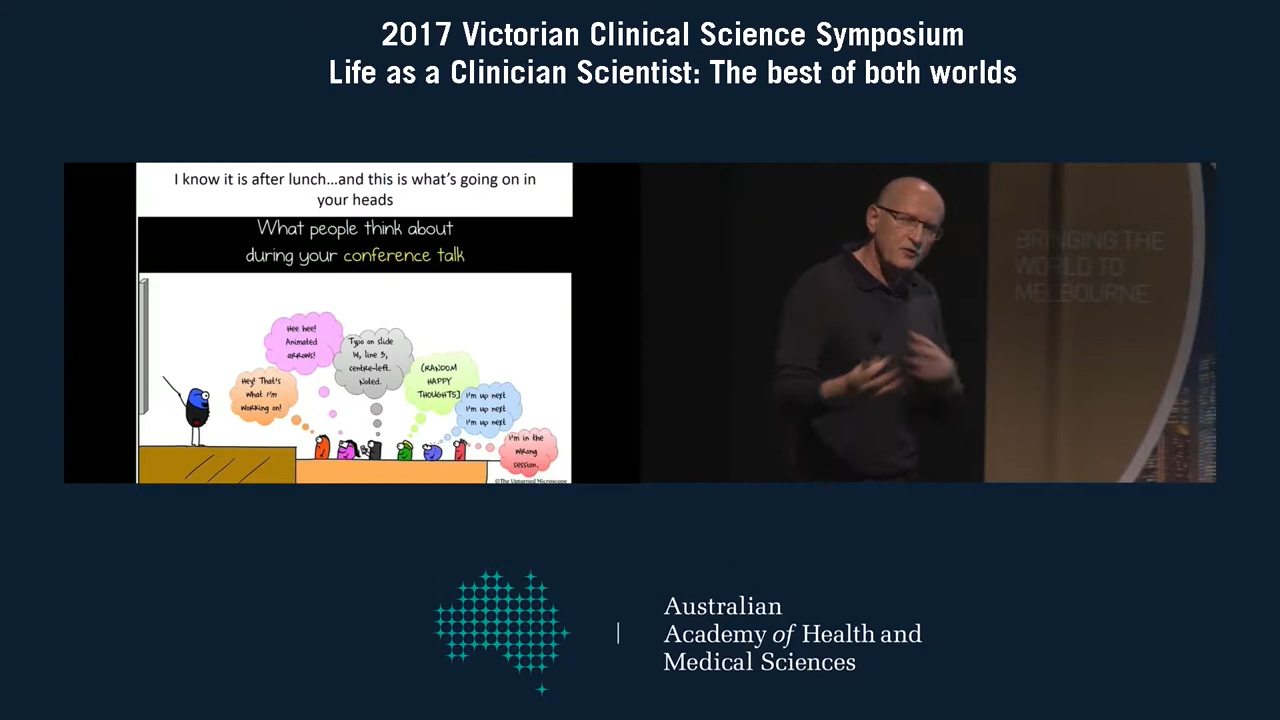 2017 Victorian Clinical Science Symposium
Life as a Clinician Scientist: The best of both worlds
I know it is after lunch...and this is what's going on in
your heads
What people think about
during your conference talk
Hey! That's
what I'm
working on!
Hee hee!
Animated
arrows!
Typo on slide
14, line 3,
centre-left.
Noted.
[RANDOM
HAPPY
THOUGHTS]
I'm up next
I'm up next
I'm up next
I'm in the
wrong
session.
©The Upturned Microscope
BRINGING THE
WORLD TO
MELBOURNE
Australian
Academy of Health and
Medical Sciences